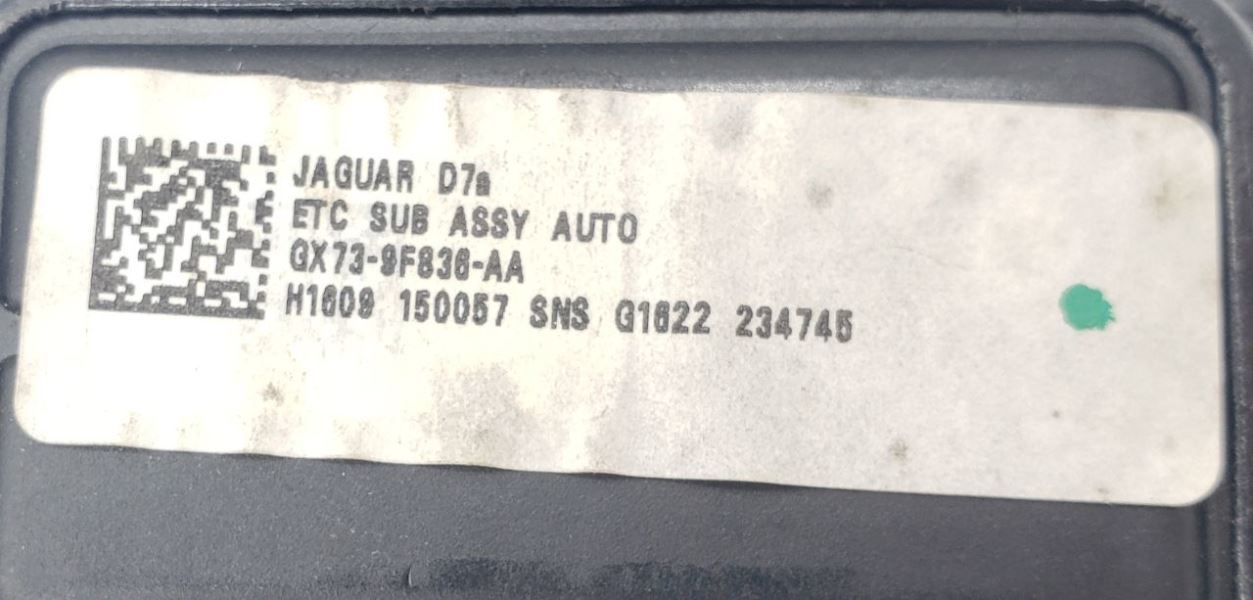 JAGUAR D7a
ETC SUB ASSY AUTO
GX73-9F836-AA
H1609 150057 SNS G1622 234745